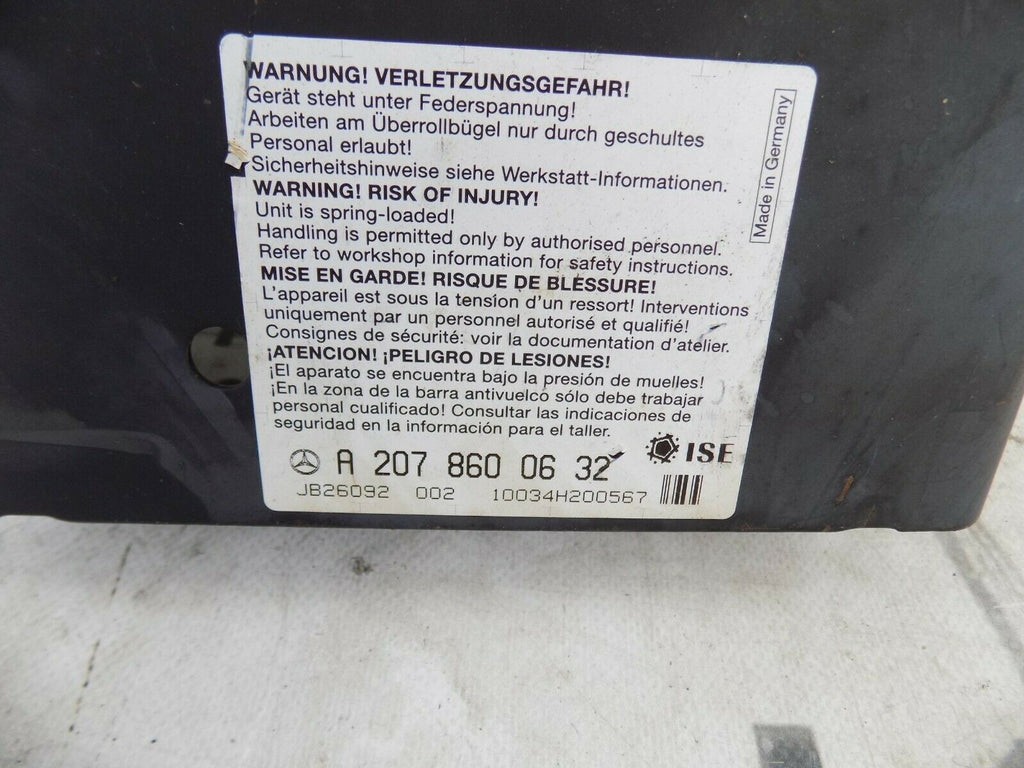 WARNUNG! VERLETZUNGSGEFAHR!
Gerät steht unter Federspannung!
Arbeiten am Überrollbügel nur durch geschultes
Personal erlaubt!
Sicherheitshinweise siehe Werkstatt-Informationen.
WARNING! RISK OF INJURY!
Unit is spring-loaded!
Handling is permitted only by authorised personnel.
Refer to workshop information for safety instructions.
MISE EN GARDE! RISQUE DE BLESSURE!
L'appareil est sous la tension d'un ressort! Interventions
uniquement par un personnel autorisé et qualifié!
Consignes de sécurité: voir la documentation d'atelier.
¡ATENCION! ¡PELIGRO DE LESIONES!
¡El aparato se encuentra bajo la presión de muelles!
¡En la zona de la barra antivuelco sólo debe trabajar
personal cualificado! Consultar las indicaciones de
seguridad en la información para el taller.
Made in Germany
ISE
A 207 860 06 32
JB26092 002 10034H200567